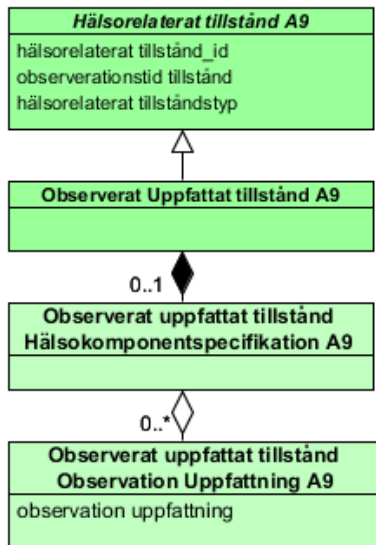 Hälsorelaterat tillstånd A9
hälsorelaterat tillstånd_id
observerationstid tillstånd
hälsorelaterat tillståndstyp
Observerat Uppfattat tillstånd A9
0..1
Observerat uppfattat tillstånd
Hälsokomponentspecifikation A9
0..*
Observerat uppfattat tillstånd
Observation Uppfattning A9
observation uppfattning